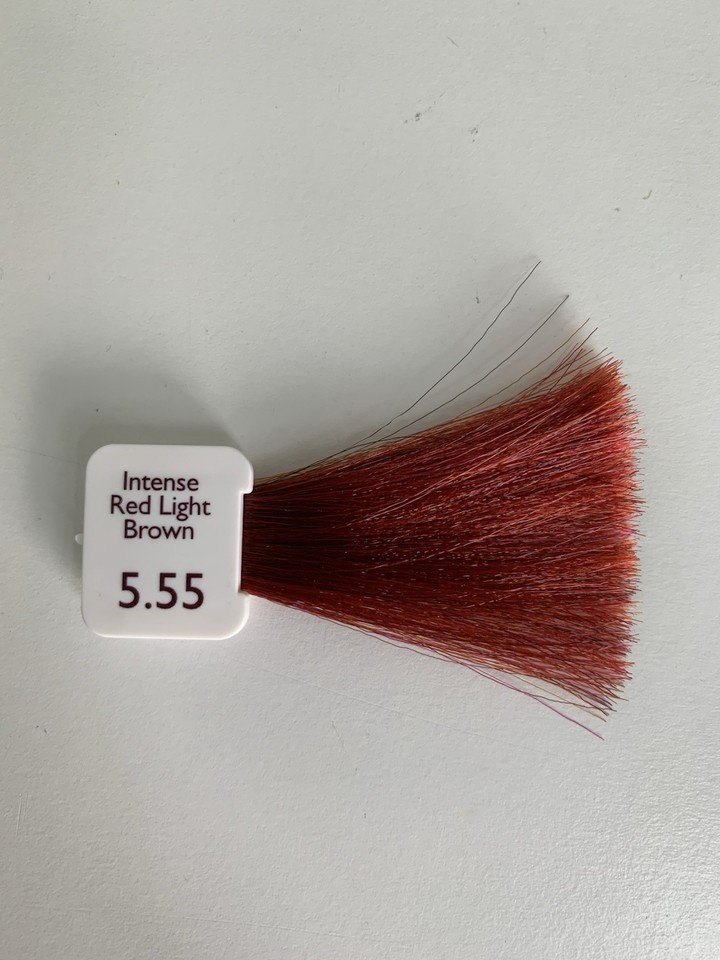 Intense
Red Light
Brown
5.55